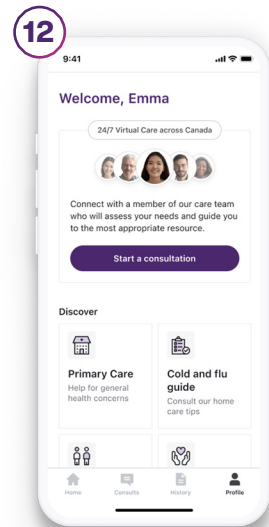 12
9:41
Welcome, Emma
24/7 Virtual Care across Canada
Connect with a member of our care team
who will assess your needs and guide you
to the most appropriate resource.
Start a consultation
Discover
Primary Care
Help for general
health concerns
Cold and flu
guide
Consult our home
care tips
Home
Consults
History
Profile